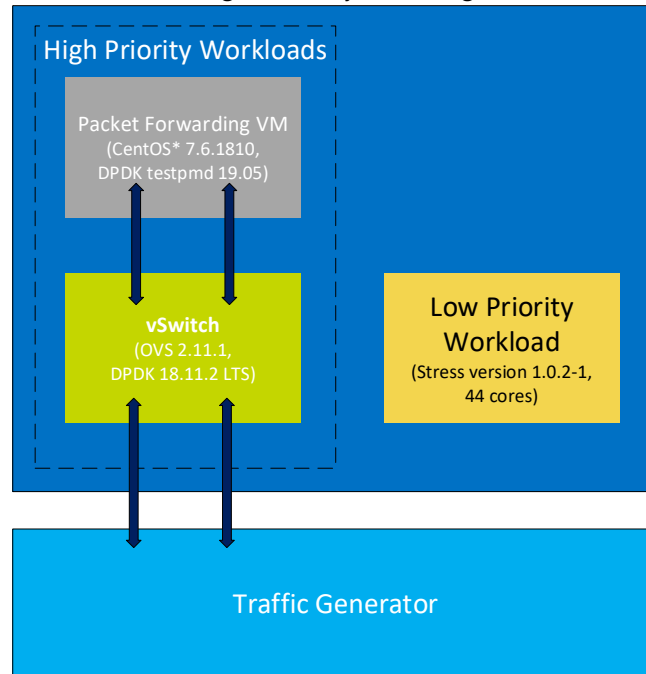 High Priority Workloads
Packet Forwarding VM
(CentOS* 7.6.1810,
DPDK testpmd 19.05)
vSwitch
(OVS 2.11.1,
DPDK 18.11.2 LTS)
Low Priority
Workload
(Stress version 1.0.2-1,
44 cores)
Traffic Generator